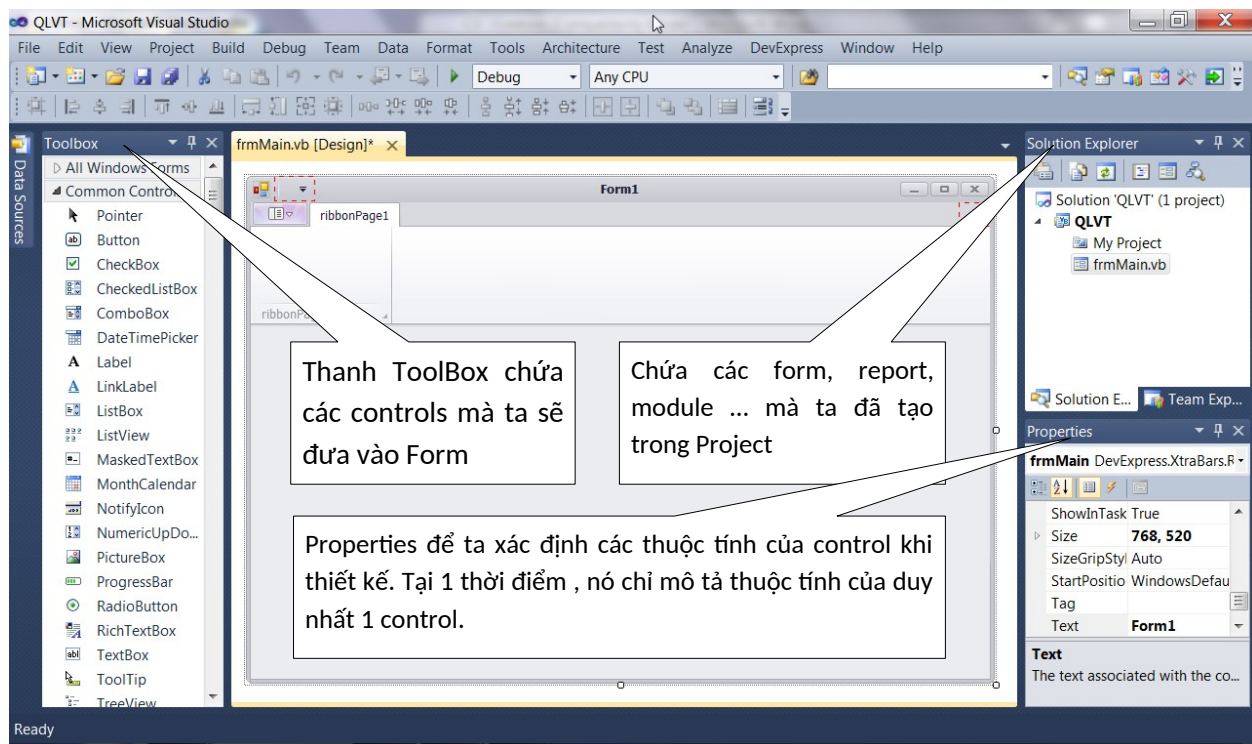 QLVT - Microsoft Visual Studio
File Edit View Project Build Debug Team Data Format Tools Architecture Test Analyze DevExpress Window Help
Debug Any CPU
Data Sources
Toolbox
All Windows Forms
Common Control
Pointer
Button
CheckBox
CheckedListBox
ComboBox
DateTimePicker
Label
LinkLabel
ListBox
ListView
MaskedTextBox
MonthCalendar
NotifyIcon
NumericUpDo...
PictureBox
ProgressBar
RadioButton
RichTextBox
TextBox
ToolTip
TreeView
frmMain.vb [Design]*
Form1
ribbonPage1
Thanh ToolBox chứa
các controls mà ta sẽ
đưa vào Form
Chứa các form, report,
module ... mà ta đã tạo
trong Project
Properties để ta xác định các thuộc tính của control khi
thiết kế. Tại 1 thời điểm , nó chỉ mô tả thuộc tính của duy
nhất 1 control.
Solution Explorer
Solution 'QLVT' (1 project)
QLVT
My Project
frmMain.vb
Solution E... Team Exp...
Properties
frmMain DevExpress.XtraBars.R
ShowInTask True
Size 768, 520
SizeGripStyl Auto
StartPositio WindowsDefau
Tag
Text Form1
Text
The text associated with the co...
Ready